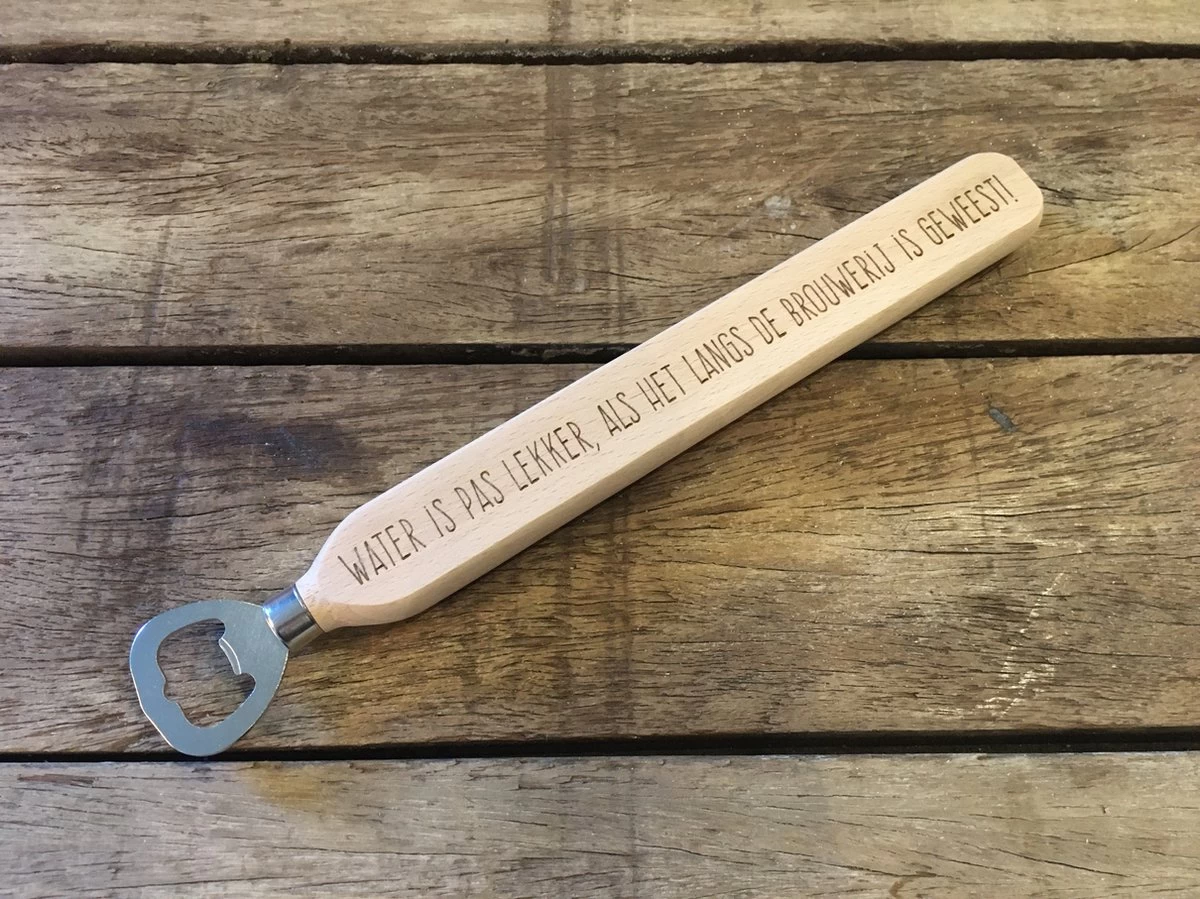 WATER IS PAS LEKKER, ALS HET LANGS DE BROUWERIJ IS GEWEEST!